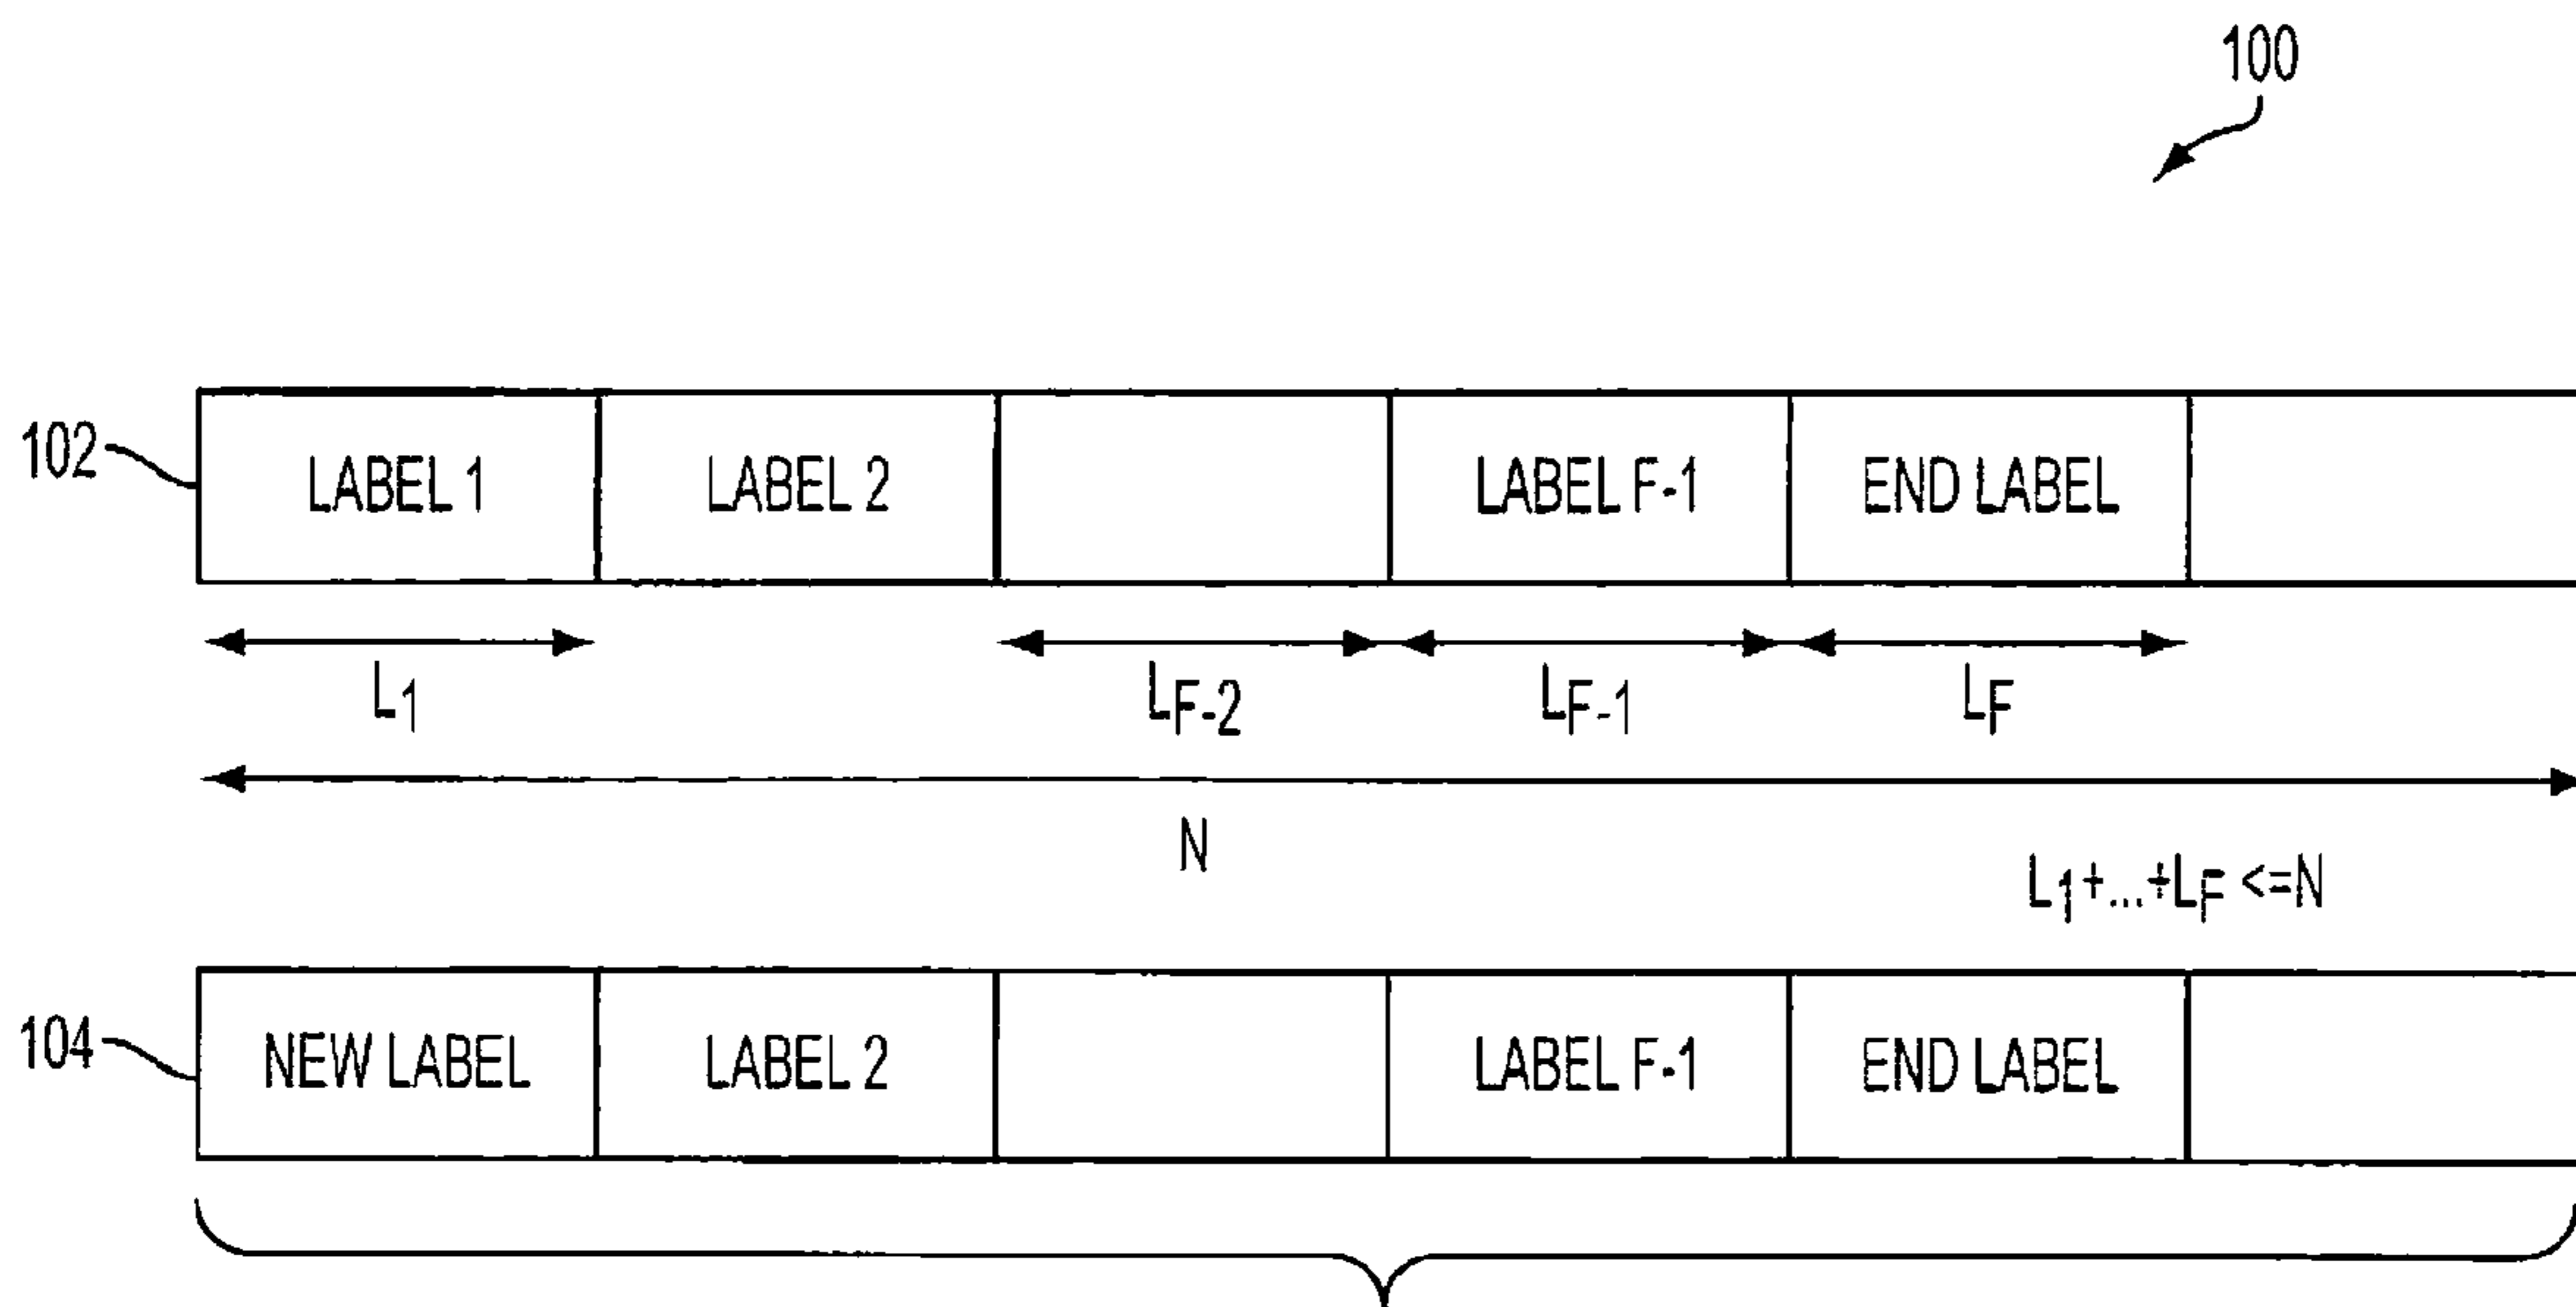 100
102
LABEL 1 LABEL 2 LABEL F-1 END LABEL
L1 LF-2 LF-1 LF
N
L1+...+LF <=N
104
NEW LABEL LABEL 2 LABEL F-1 END LABEL